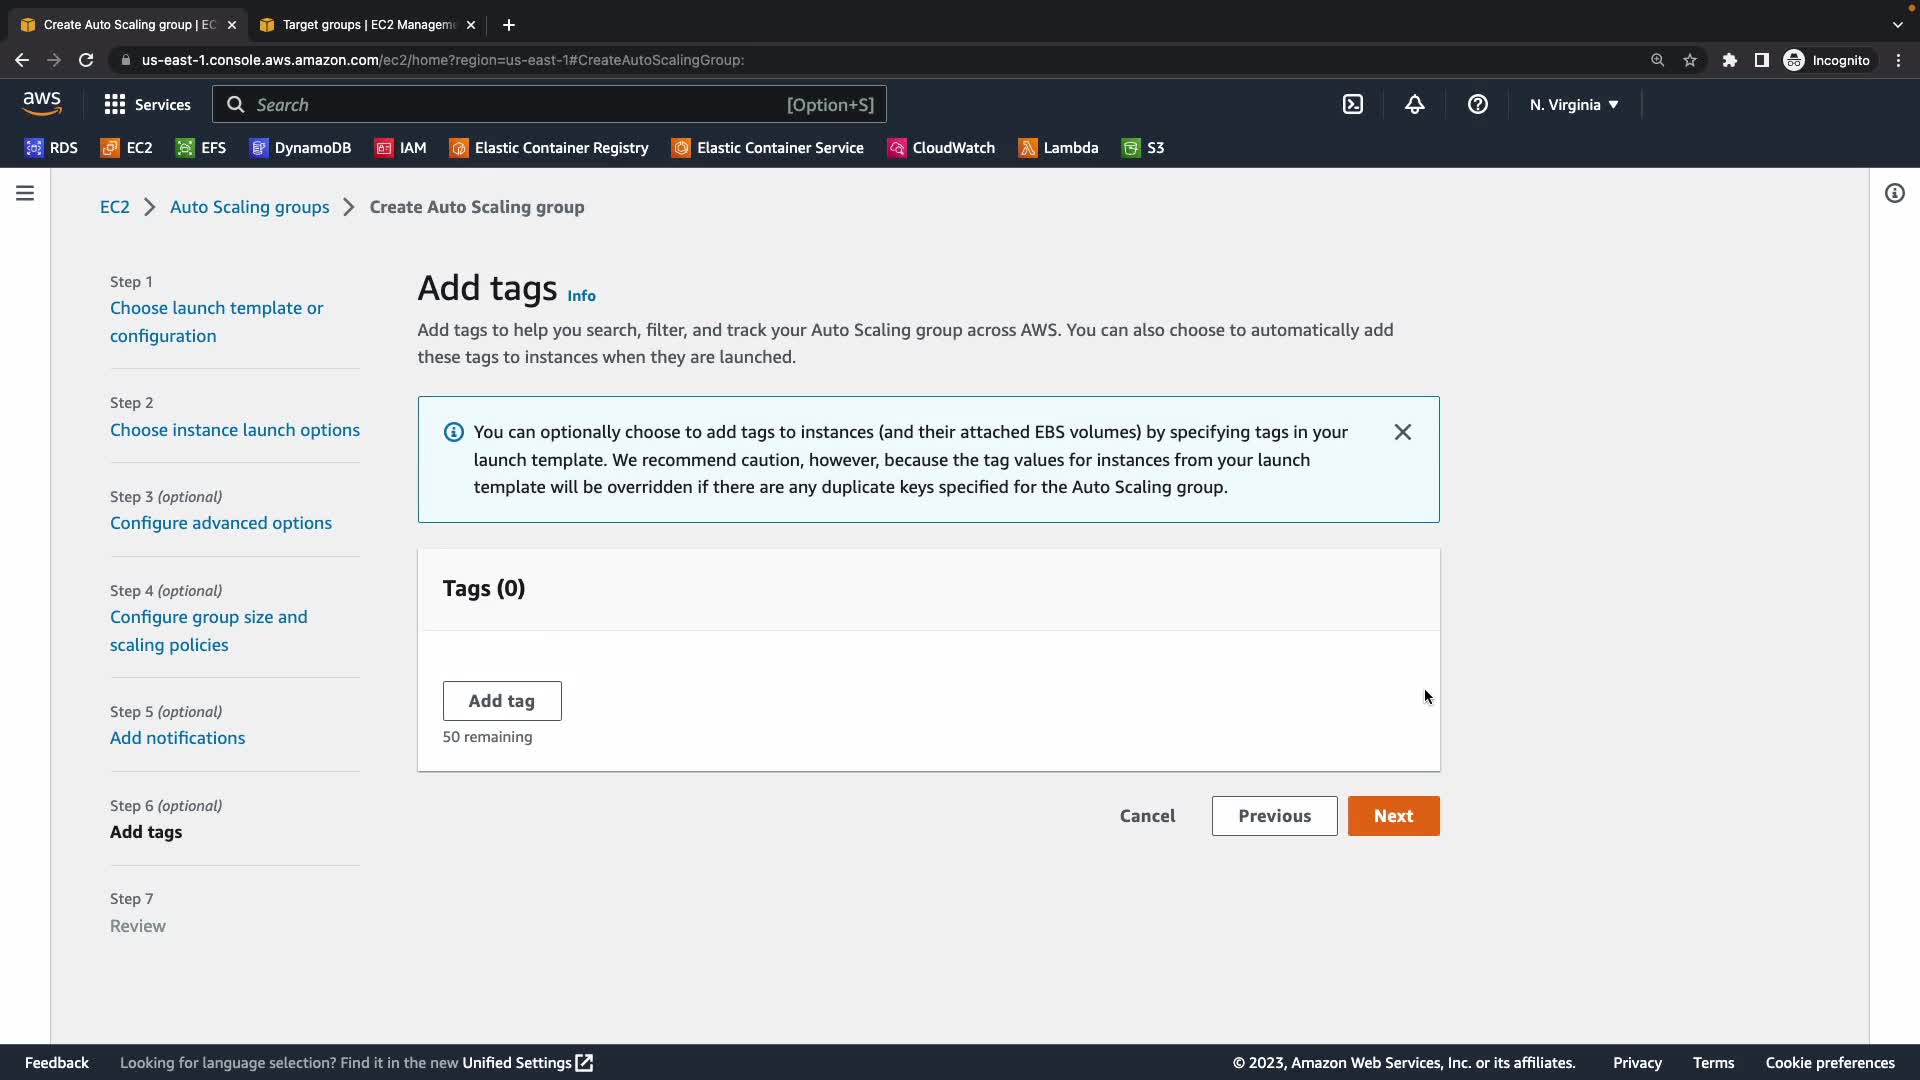 Create Auto Scaling group | EC
Target groups | EC2 Managem
us-east-1.console.aws.amazon.com/ec2/home?region=us-east-1#CreateAutoScalingGroup:
Incognito
aws
Services
Search
[Option+S]
N. Virginia
RDS
EC2
EFS
DynamoDB
IAM
Elastic Container Registry
Elastic Container Service
CloudWatch
Lambda
S3
EC2
Auto Scaling groups
Create Auto Scaling group
Step 1
Choose launch template or
configuration
Step 2
Choose instance launch options
Step 3 (optional)
Configure advanced options
Step 4 (optional)
Configure group size and
scaling policies
Step 5 (optional)
Add notifications
Step 6 (optional)
Add tags
Step 7
Review
Add tags Info
Add tags to help you search, filter, and track your Auto Scaling group across AWS. You can also choose to automatically add
these tags to instances when they are launched.
You can optionally choose to add tags to instances (and their attached EBS volumes) by specifying tags in your
launch template. We recommend caution, however, because the tag values for instances from your launch
template will be overridden if there are any duplicate keys specified for the Auto Scaling group.
Tags (0)
Add tag
50 remaining
Cancel
Previous
Next
Feedback
Looking for language selection? Find it in the new Unified Settings
© 2023, Amazon Web Services, Inc. or its affiliates.
Privacy
Terms
Cookie preferences